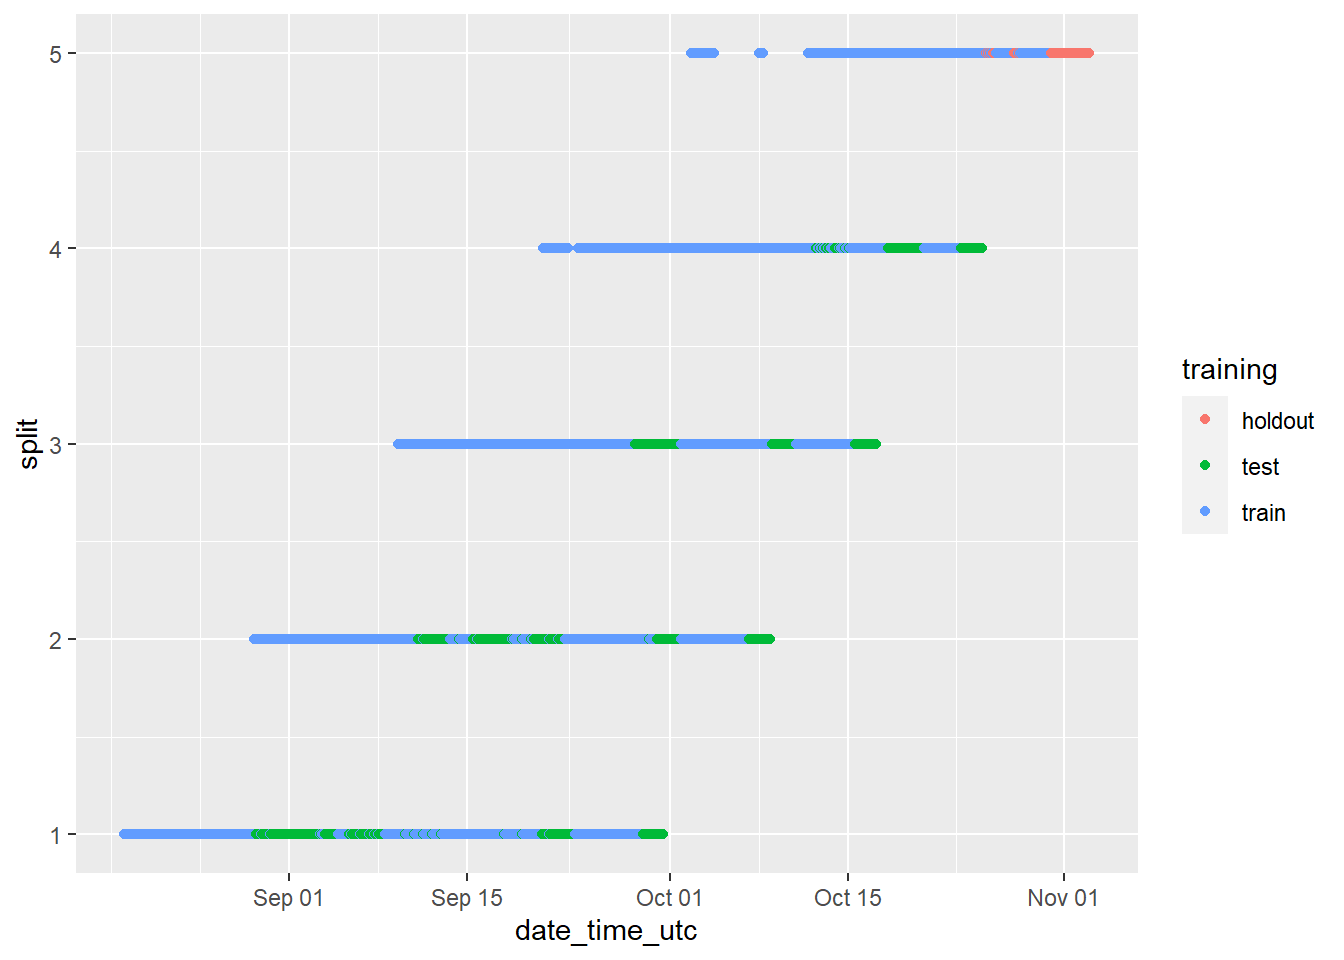 5
4
3
2
1
split
Sep 01
Sep 15
Oct 01
Oct 15
Nov 01
date_time_utc
training
holdout
test
train